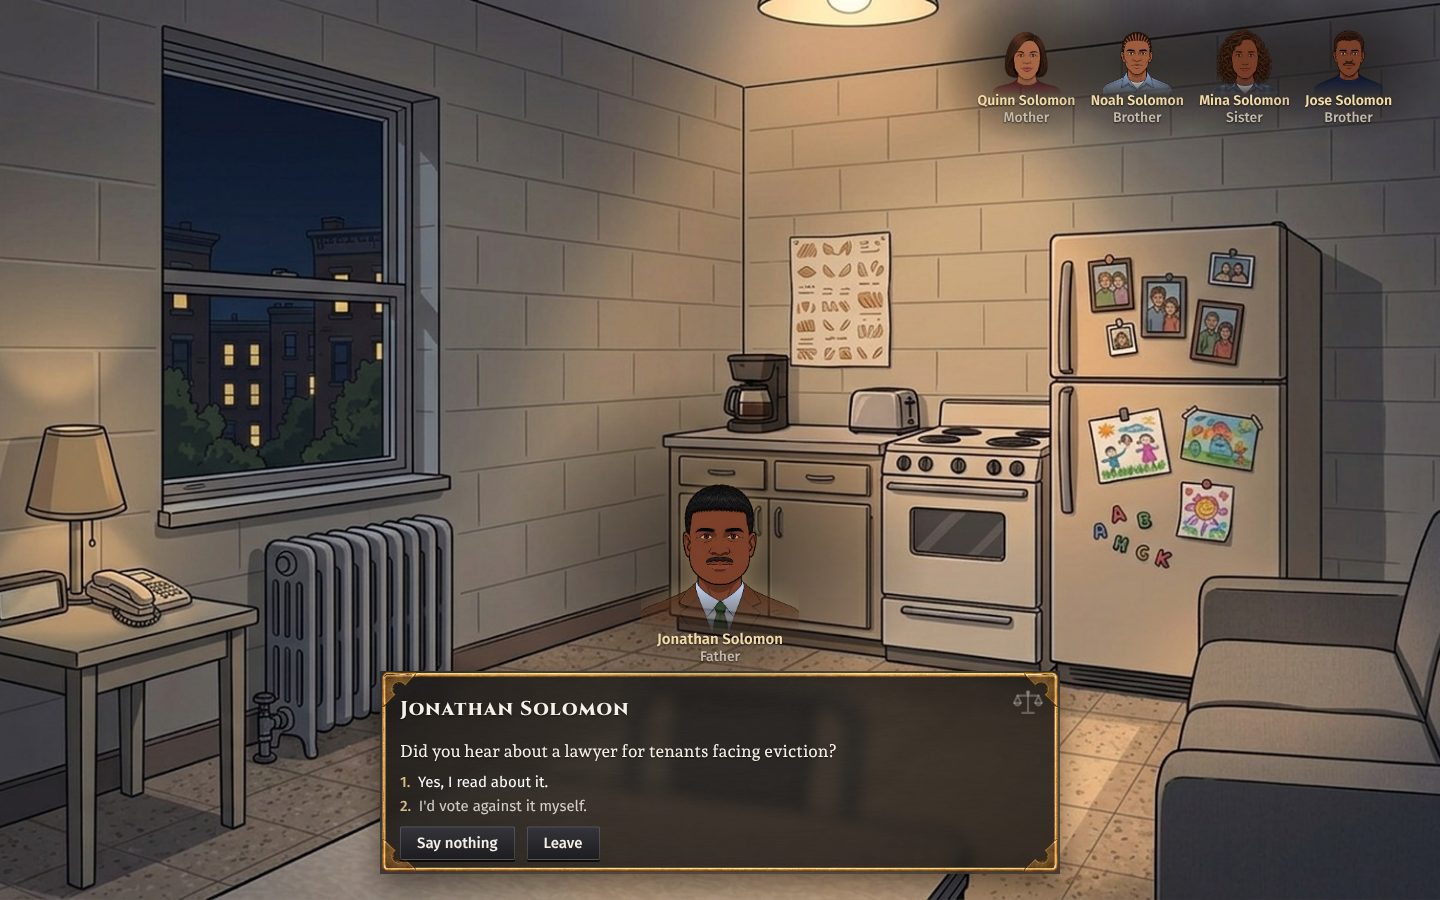 Quinn Solomon
Mother
Noah Solomon
Brother
Mina Solomon
Sister
Jose Solomon
Brother
A B
A H G K
Jonathan Solomon
Father
Jonathan Solomon
Did you hear about a lawyer for tenants facing eviction?
1. Yes, I read about it.
2. I'd vote against it myself.
Say nothing
Leave